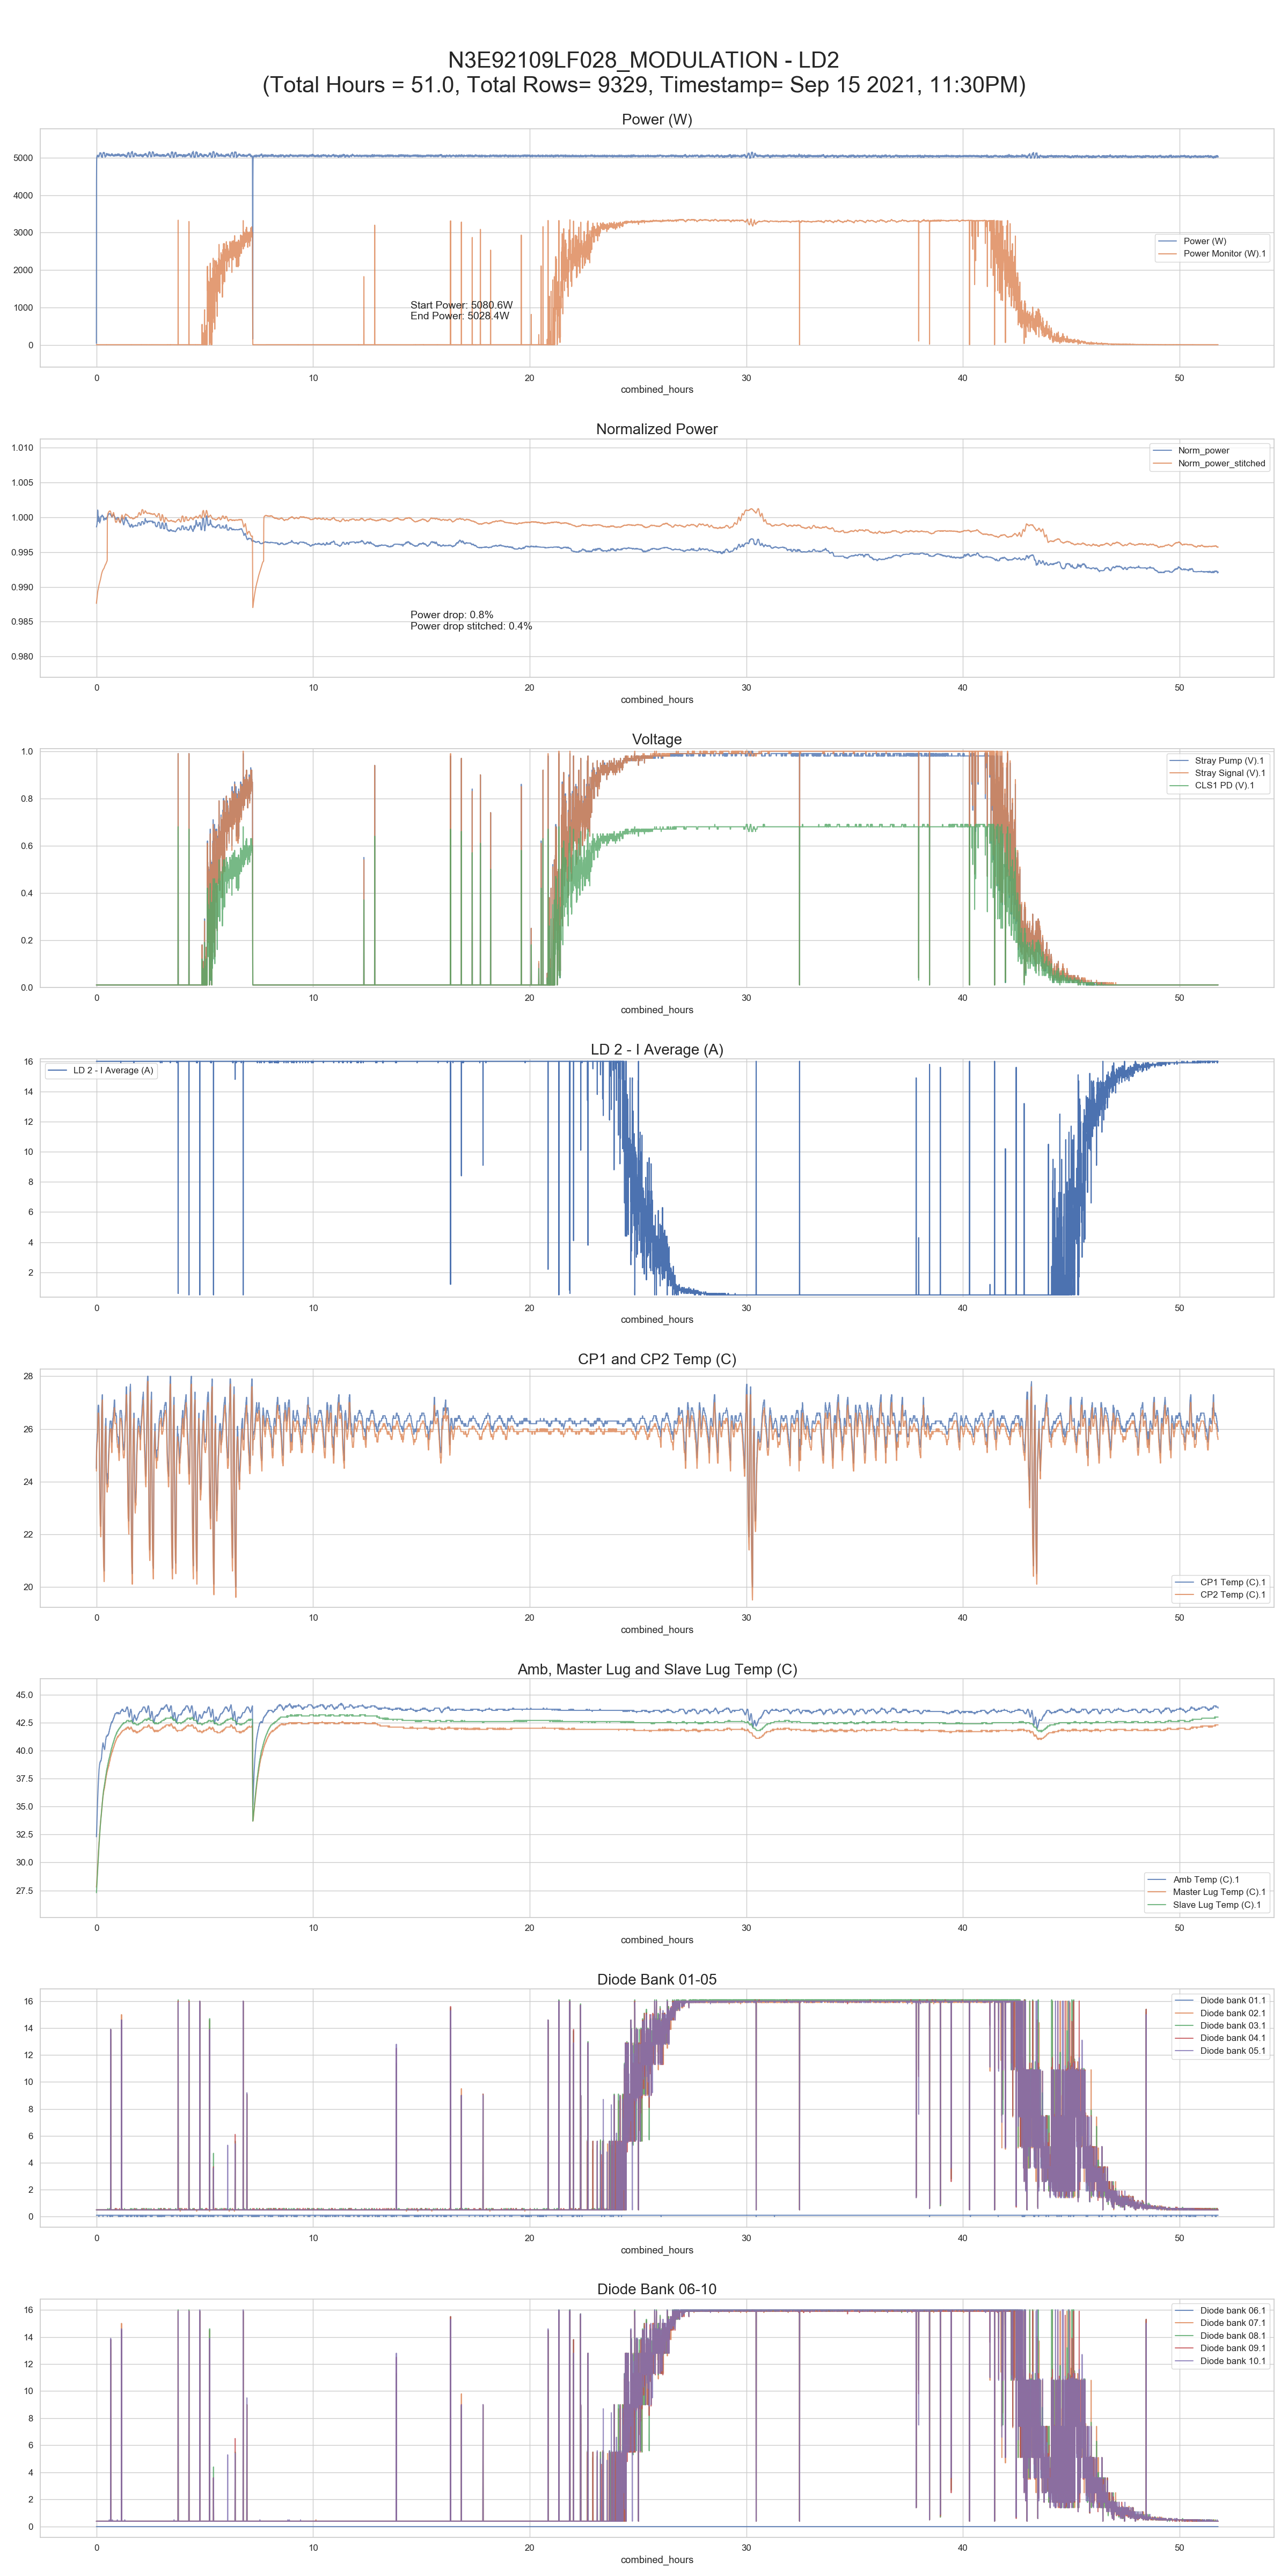 N3E92109LF028_MODULATION - LD2
(Total Hours = 51.0, Total Rows= 9329, Timestamp= Sep 15 2021, 11:30PM)
Power (W)
5000
4000
3000
2000
1000
0
Power (W)
Power Monitor (W).1
Start Power: 5080.6W
End Power: 5028.4W
0 10 20 30 40 50
combined_hours
Normalized Power
1.010
1.005
1.000
0.995
0.990
0.985
0.980
Norm_power
Norm_power_stitched
Power drop: 0.8%
Power drop stitched: 0.4%
0 10 20 30 40 50
combined_hours
Voltage
1.0
0.8
0.6
0.4
0.2
0.0
Stray Pump (V).1
Stray Signal (V).1
CLS1 PD (V).1
0 10 20 30 40 50
combined_hours
LD 2 - I Average (A)
16
14
12
10
8
6
4
2
LD 2 - I Average (A)
0 10 20 30 40 50
combined_hours
CP1 and CP2 Temp (C)
28
26
24
22
20
CP1 Temp (C).1
CP2 Temp (C).1
0 10 20 30 40 50
combined_hours
Amb, Master Lug and Slave Lug Temp (C)
45.0
42.5
40.0
37.5
35.0
32.5
30.0
27.5
Amb Temp (C).1
Master Lug Temp (C).1
Slave Lug Temp (C).1
0 10 20 30 40 50
combined_hours
Diode Bank 01-05
16
14
12
10
8
6
4
2
0
Diode bank 01.1
Diode bank 02.1
Diode bank 03.1
Diode bank 04.1
Diode bank 05.1
0 10 20 30 40 50
combined_hours
Diode Bank 06-10
16
14
12
10
8
6
4
2
0
Diode bank 06.1
Diode bank 07.1
Diode bank 08.1
Diode bank 09.1
Diode bank 10.1
0 10 20 30 40 50
combined_hours